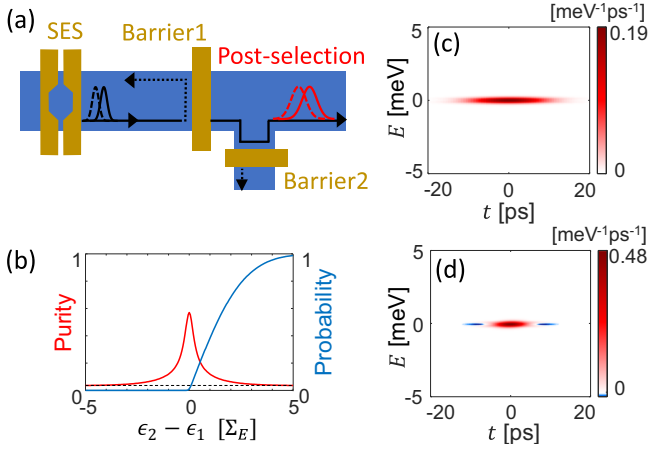 (a)
SES
Barrier1
Post-selection
Barrier2
(b)
1
1
Purity
Probability
0
0
-5
0
5
ϵ₂ − ϵ₁ [Σ_E]
[meV⁻¹ps⁻¹]
(c)
5
0.19
E [meV]
0
-5
0
-20
0
20
t [ps]
[meV⁻¹ps⁻¹]
(d)
5
0.48
E [meV]
0
-5
0
-20
0
20
t [ps]